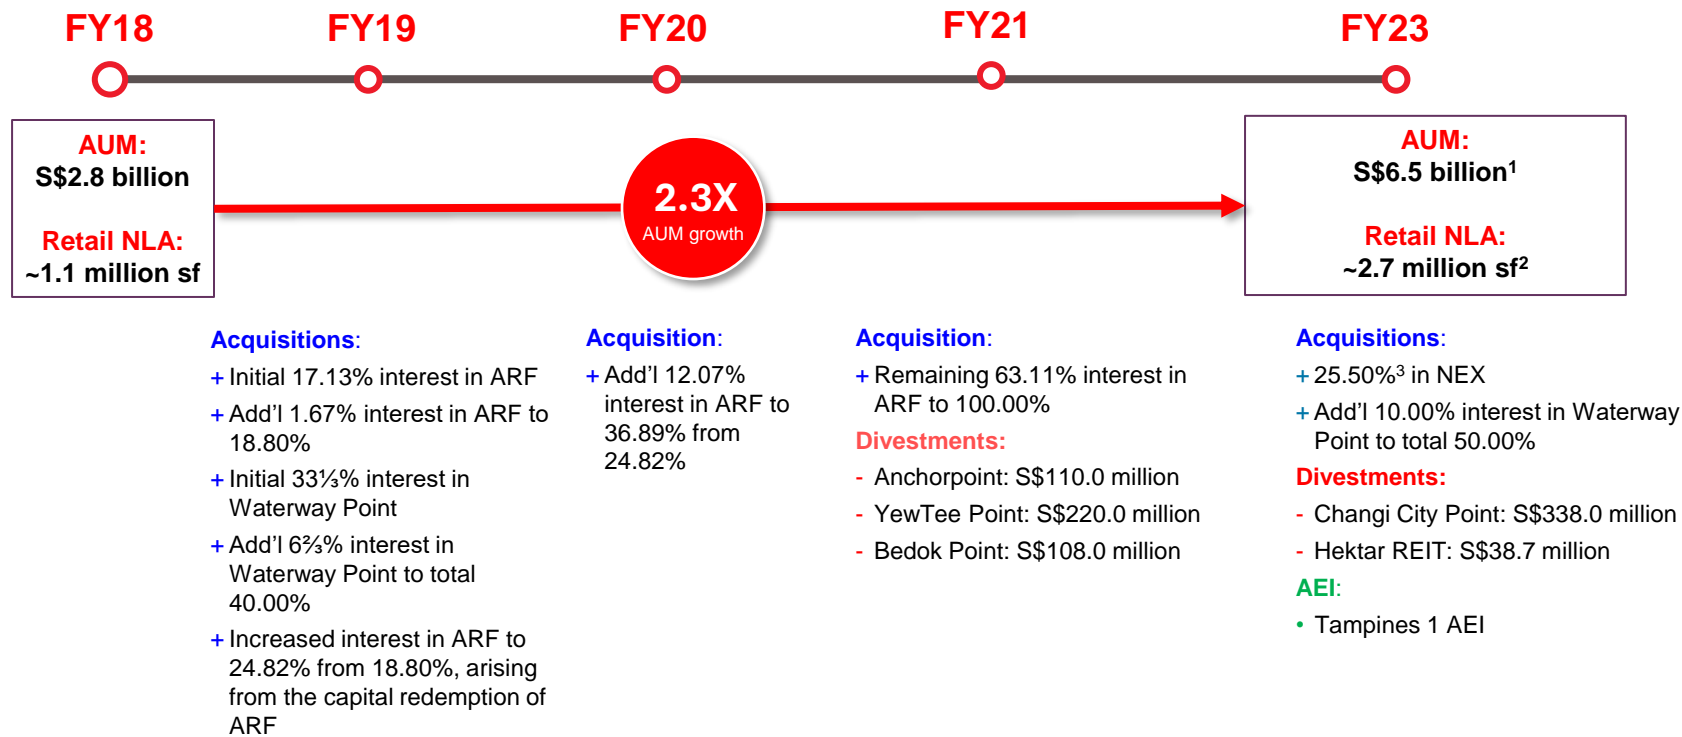 FY18
FY19
FY20
FY21
FY23
AUM:
S$2.8 billion
Retail NLA:
~1.1 million sf
2.3X
AUM growth
AUM:
S$6.5 billion¹
Retail NLA:
~2.7 million sf²
Acquisitions:
+ Initial 17.13% interest in ARF
+ Add’l 1.67% interest in ARF to
18.80%
+ Initial 33⅓% interest in
Waterway Point
+ Add’l 6⅔% interest in
Waterway Point to total
40.00%
+ Increased interest in ARF to
24.82% from 18.80%, arising
from the capital redemption of
ARF
Acquisition:
+ Add’l 12.07%
interest in ARF to
36.89% from
24.82%
Acquisition:
+ Remaining 63.11% interest in
ARF to 100.00%
Divestments:
- Anchorpoint: S$110.0 million
- YewTee Point: S$220.0 million
- Bedok Point: S$108.0 million
Acquisitions:
+ 25.50%³ in NEX
+ Add’l 10.00% interest in Waterway
Point to total 50.00%
Divestments:
- Changi City Point: S$338.0 million
- Hektar REIT: S$38.7 million
AEI:
• Tampines 1 AEI